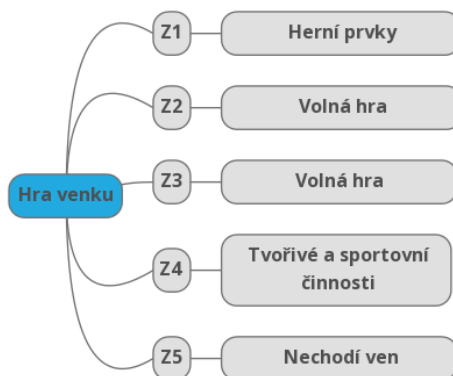 Z1 Herní prvky
Z2 Volná hra
Z3 Volná hra
Hra venku
Z4 Tvořivé a sportovní
činnosti
Z5 Nechodí ven